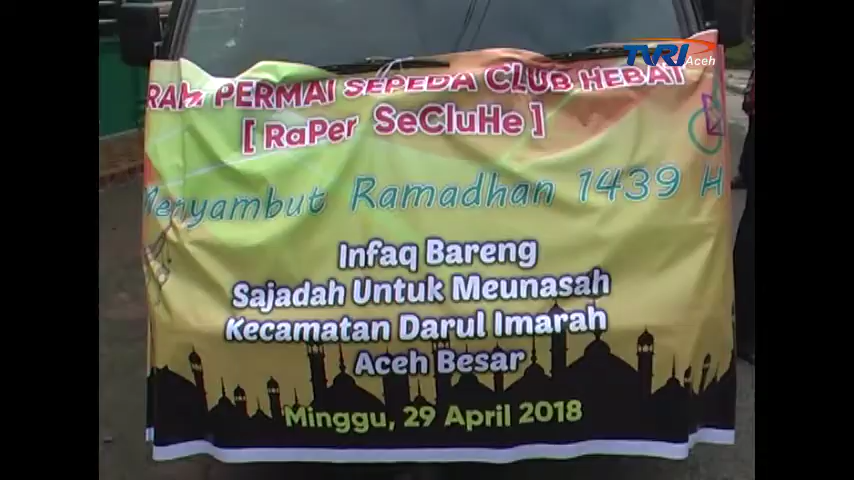 TVRI Aceh
RAM PERMAI SEPEDA CLUB HEBAT
[ RaPer SeCluHe ]
Menyambut Ramadhan 1439 H
Infaq Bareng
Sajadah Untuk Meunasah
Kecamatan Darul Imarah
Aceh Besar
Minggu, 29 April 2018